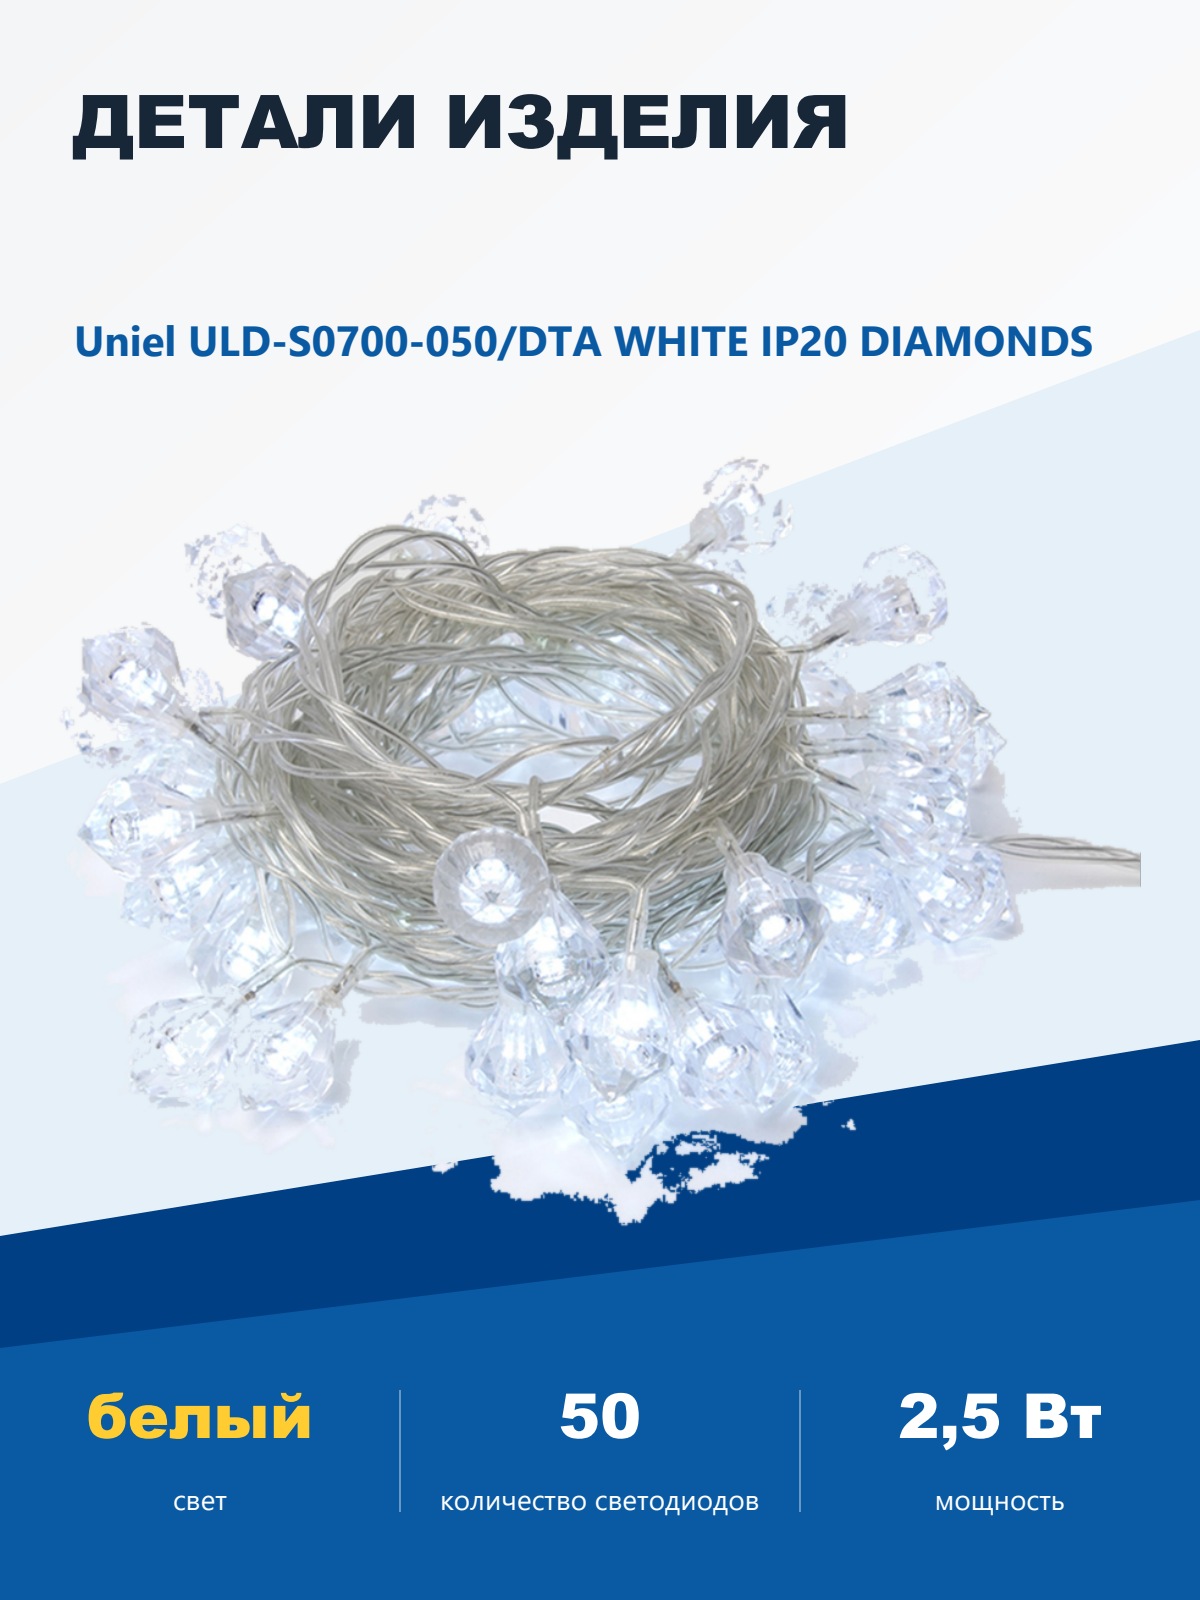 ДЕТАЛИ ИЗДЕЛИЯ
Uniel ULD-S0700-050/DTA WHITE IP20 DIAMONDS
белый
свет
50
количество светодиодов
2,5 Вт
мощность